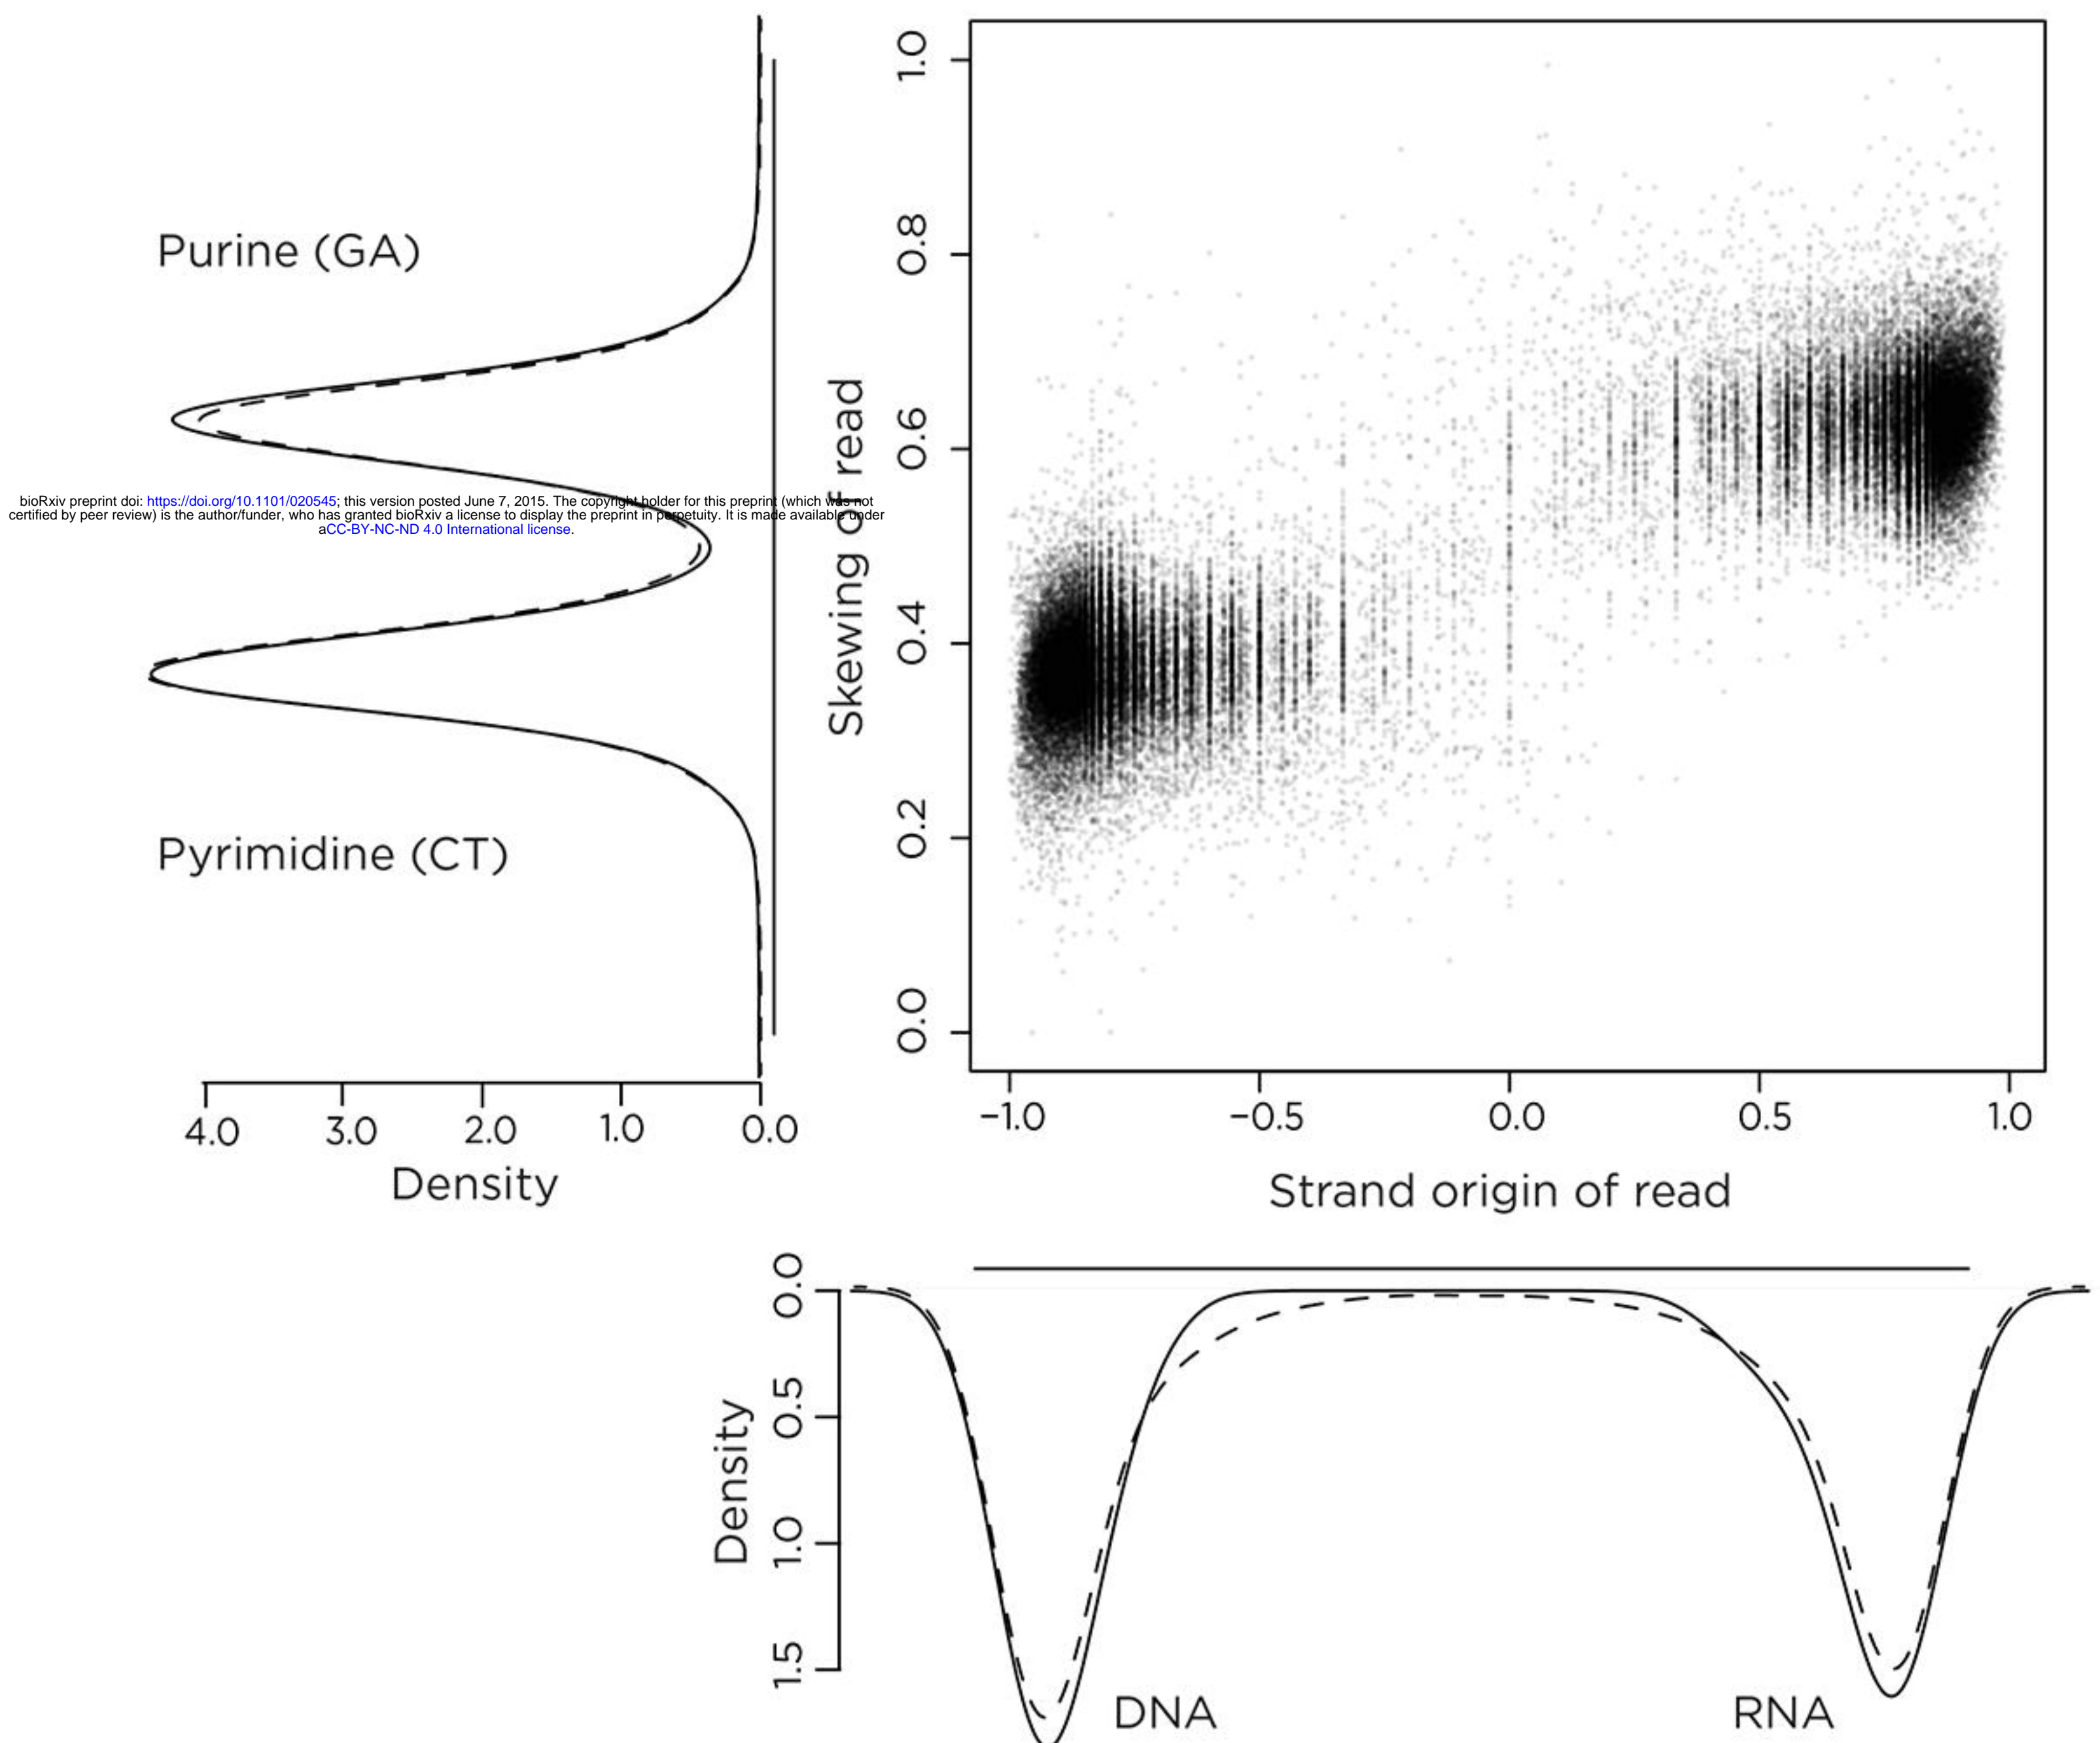 Purine (GA)
bioRxiv preprint doi: https://doi.org/10.1101/020545; this version posted June 7, 2015. The copyright holder for this preprint (which was not
certified by peer review) is the author/funder, who has granted bioRxiv a license to display the preprint in perpetuity. It is made available under
aCC-BY-NC-ND 4.0 International license.
Pyrimidine (CT)
4.0 3.0 2.0 1.0 0.0
Density
Skewing of read
1.0
0.8
0.6
0.4
0.2
0.0
−1.0 −0.5 0.0 0.5 1.0
Strand origin of read
Density
0.0
0.5
1.0
1.5
DNA
RNA